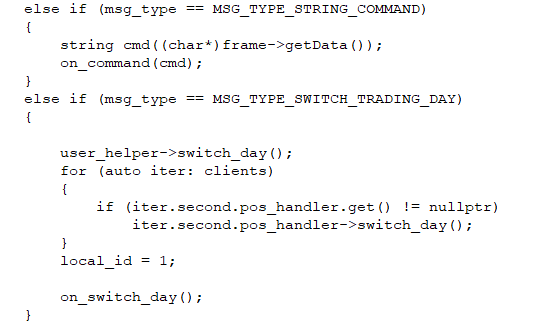 else if (msg_type == MSG_TYPE_STRING_COMMAND)
{
    string cmd((char*)frame->getData());
    on_command(cmd);
}
else if (msg_type == MSG_TYPE_SWITCH_TRADING_DAY)
{

    user_helper->switch_day();
    for (auto iter: clients)
    {
        if (iter.second.pos_handler.get() != nullptr)
            iter.second.pos_handler->switch_day();
    }
    local_id = 1;

    on_switch_day();
}